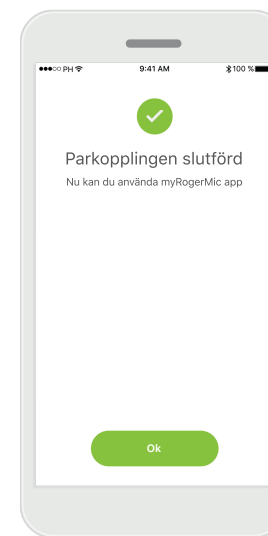 PH 9:41 AM 100 %
Parkopplingen slutförd
Nu kan du använda myRogerMic app
Ok